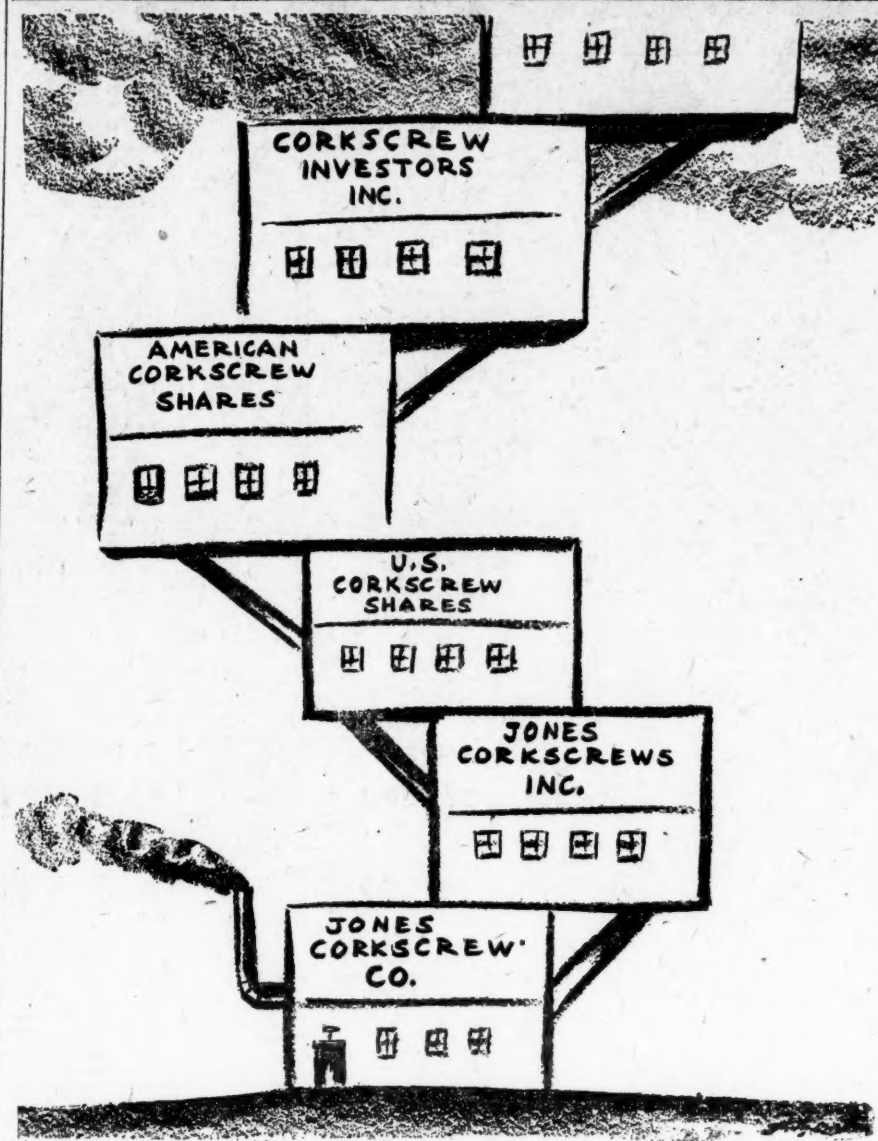 CORKSCREW
INVESTORS
INC.
AMERICAN
CORKSCREW
SHARES
U.S.
CORKSCREW
SHARES
JONES
CORKSCREWS
INC.
JONES
CORKSCREW
CO.